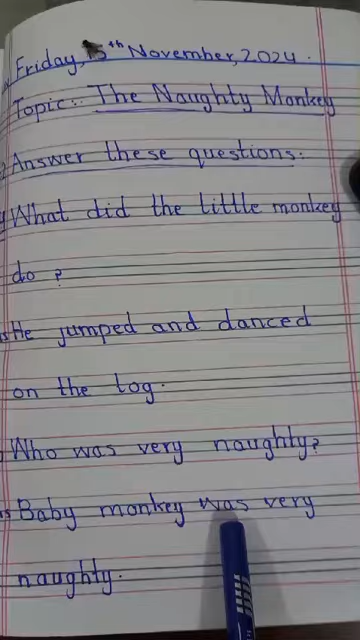 Friday, 15th November, 2024.
Topic:- The Naughty Monkey
Answer these questions:
What did the little monkey
do ?
He jumped and danced
on the log.
Who was very naughty?
Baby monkey was very
naughty.